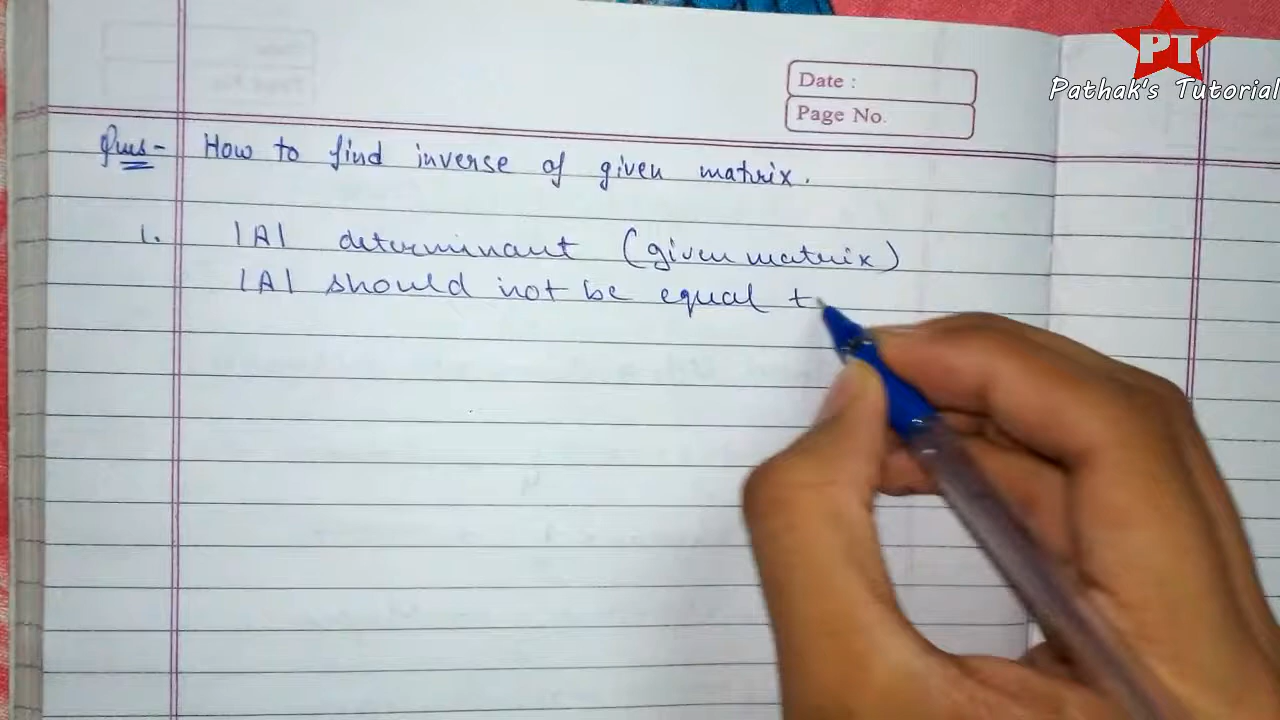 PT
Pathak's Tutorial
Date :
Page No.
Ques- How to find inverse of given matrix.
1. |A| determinant (given matrix)
|A| should not be equal t